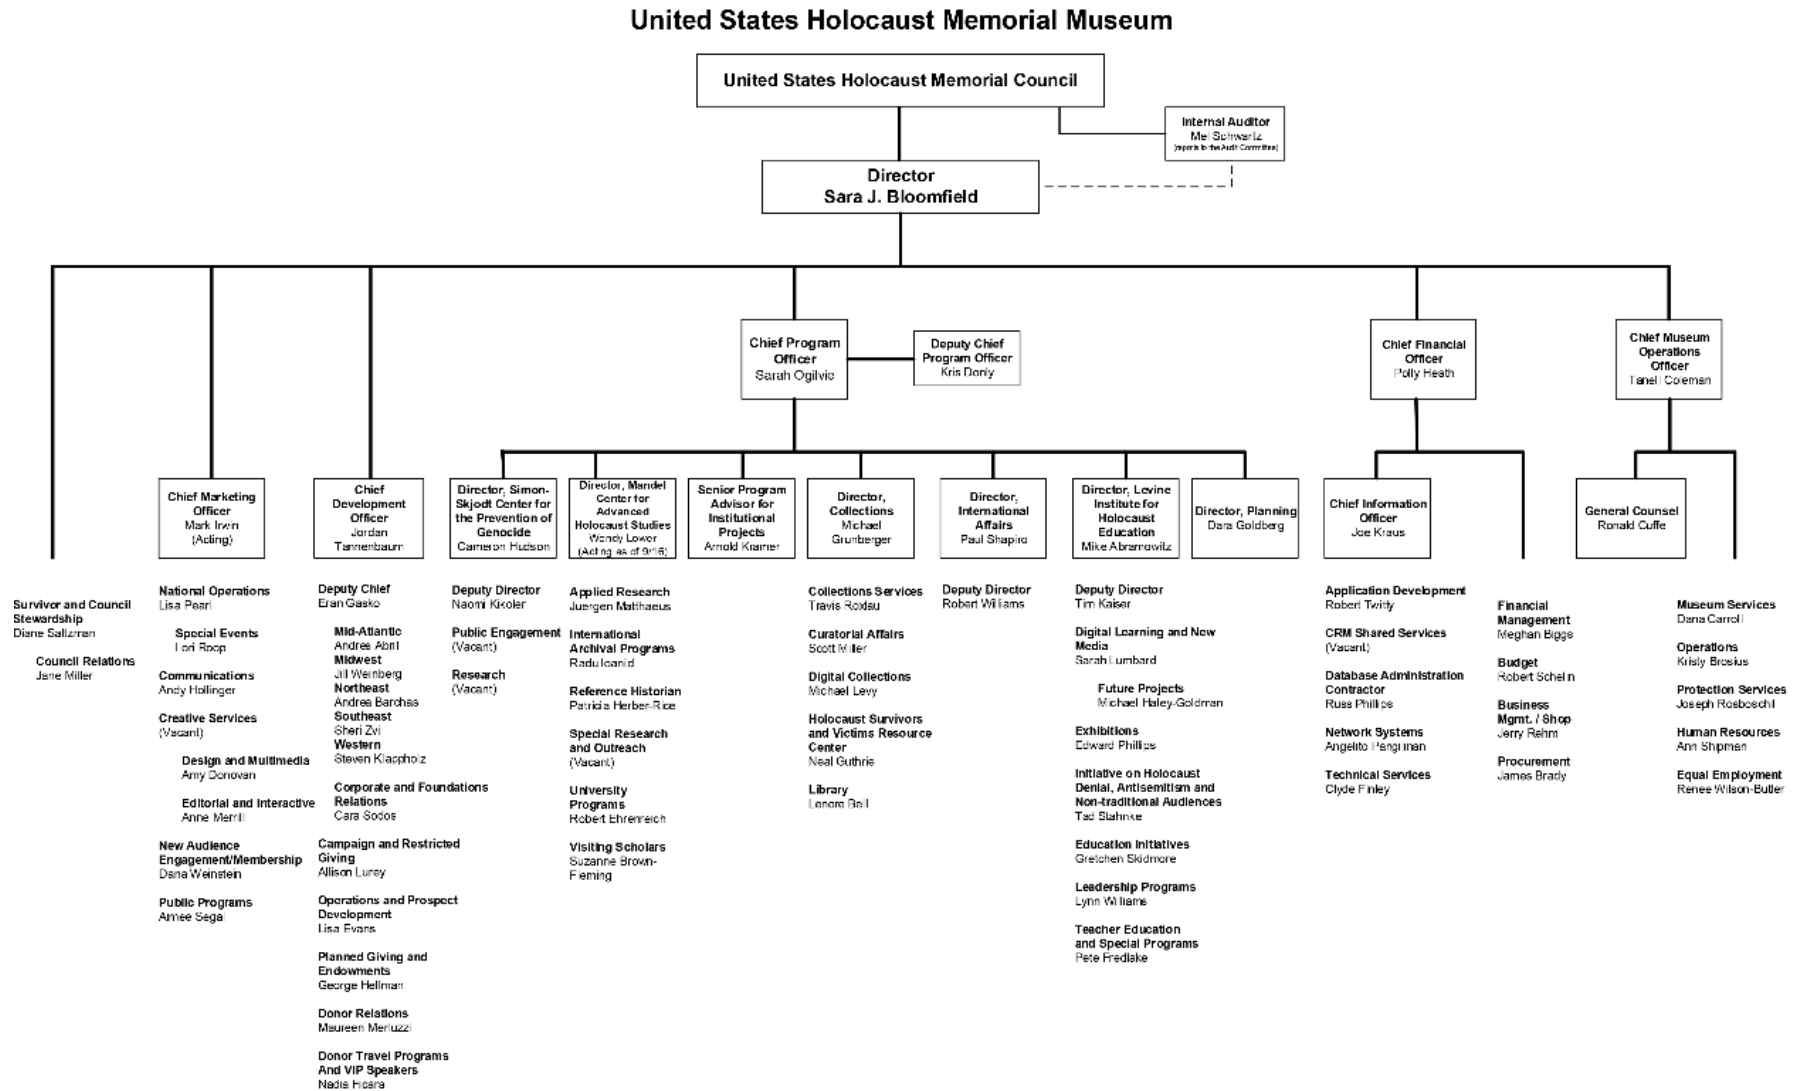 United States Holocaust Memorial Museum
United States Holocaust Memorial Council
Internal Auditor
Mel Schwartz
(reports to the Audit Committee)
Director
Sara J. Bloomfield
Chief Program
Officer
Sarah Ogilvie
Deputy Chief
Program Officer
Kris Donly
Chief Financial
Officer
Polly Heath
Chief Museum
Operations
Officer
Tanell Coleman
Survivor and Council
Stewardship
Diane Saltzman
Council Relations
Jane Miller
Chief Marketing
Officer
Mark Irwin
(Acting)
National Operations
Lisa Pearl
Special Events
Lori Roop
Communications
Andy Hollinger
Creative Services
(Vacant)
Design and Multimedia
Amy Donovan
Editorial and Interactive
Anne Merrill
New Audience
Engagement/Membership
Dana Weinstein
Public Programs
Aimee Segal
Chief
Development
Officer
Jordan
Tannenbaum
Deputy Chief
Eran Gasko
Mid-Atlantic
Andres Abril
Midwest
Jill Weinberg
Northeast
Andrea Barchas
Southeast
Sheri Zvi
Western
Steven Klappholz
Corporate and Foundations
Relations
Cara Sodos
Campaign and Restricted
Giving
Allison Lurey
Operations and Prospect
Development
Lisa Evans
Planned Giving and
Endowments
George Hellman
Donor Relations
Maureen Merluzzi
Donor Travel Programs
And VIP Speakers
Nadia
Director, Simon-
Skjodt Center for
the Prevention of
Genocide
Cameron Hudson
Deputy Director
Naomi Kikoler
Public Engagement
(Vacant)
Research
(Vacant)
Director, Mandel
Center for
Advanced
Holocaust Studies
Wendy Lower
(Acting as of 9/16)
Applied Research
Juergen Matthaeus
International
Archival Programs
Radu Ioanid
Reference Historian
Patricia Herber-Rice
Special Research
and Outreach
(Vacant)
University
Programs
Robert Ehrenreich
Visiting Scholars
Suzanne Brown-
Fleming
Senior Program
Advisor for
Institutional
Projects
Arnold Kramer
Director,
Collections
Michael
Grunberger
Collections Services
Travis Roxlau
Curatorial Affairs
Scott Miller
Digital Collections
Michael Levy
Holocaust Survivors
and Victims Resource
Center
Neal Guthrie
Library
Lenore Bell
Director,
International
Affairs
Paul Shapiro
Deputy Director
Robert Williams
Director, Levine
Institute for
Holocaust
Education
Mike Abramowitz
Deputy Director
Tim Kaiser
Digital Learning and New
Media
Sarah Lumbard
Future Projects
Michael Haley-Goldman
Exhibitions
Edward Phillips
Initiative on Holocaust
Denial, Antisemitism and
Non-traditional Audiences
Tad Stahnke
Education Initiatives
Gretchen Skidmore
Leadership Programs
Lynn Williams
Teacher Education
and Special Programs
Pete Fredlake
Director, Planning
Dara Goldberg
Chief Information
Officer
Joe Kraus
Application Development
Robert Twitty
CRM Shared Services
(Vacant)
Database Administration
Contractor
Russ Phillips
Network Systems
Angelito Pangilinan
Technical Services
Clyde Finley
Financial
Management
Meghan Biggs
Budget
Robert Schelin
Business
Mgmt. / Shop
Jerry Rehm
Procurement
James Brady
General Counsel
Ronald Cuffe
Museum Services
Dana Carroll
Operations
Kristy Brosius
Protection Services
Joseph Rosboschil
Human Resources
Ann Shipman
Equal Employment
Renee Wilson-Butler